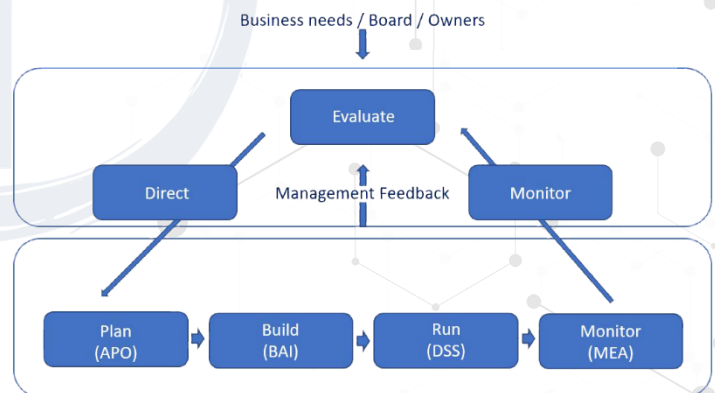 Business needs / Board / Owners
Evaluate
Direct
Management Feedback
Monitor
Plan
(APO)
Build
(BAI)
Run
(DSS)
Monitor
(MEA)